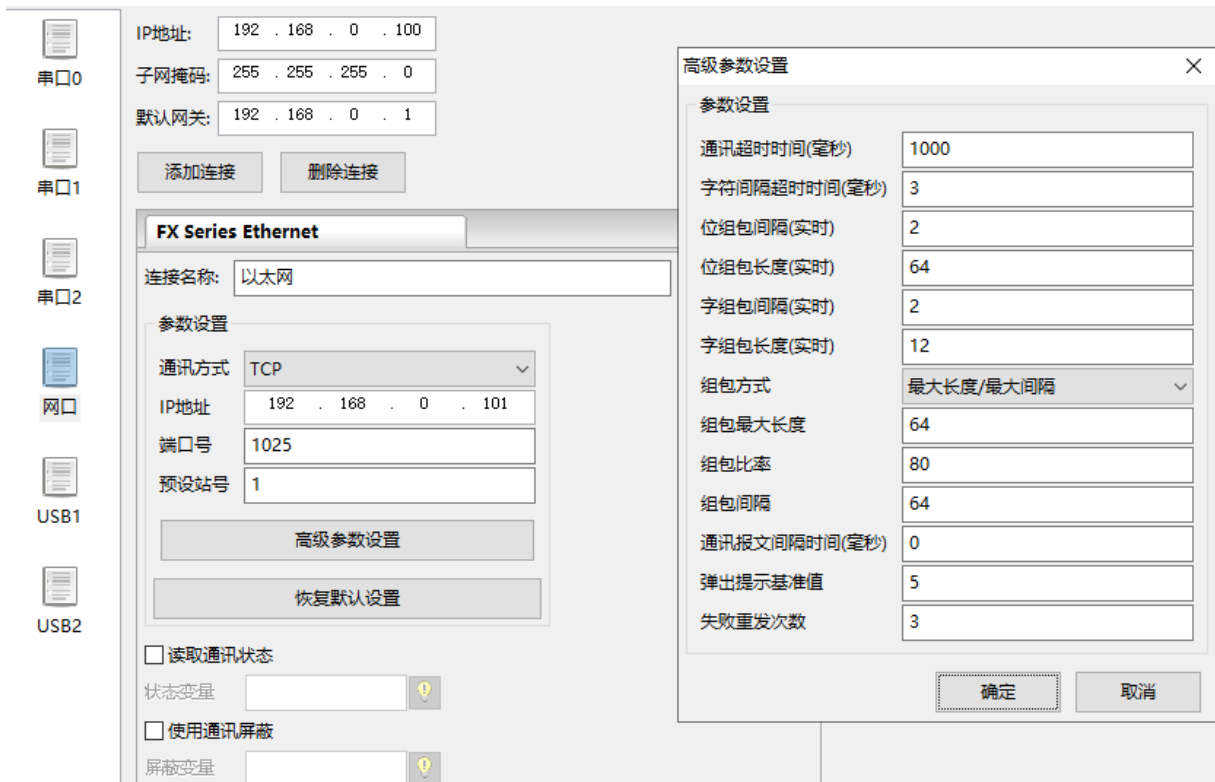 串口0
串口1
串口2
网口
USB1
USB2
IP地址: 192 . 168 . 0 . 100
子网掩码: 255 . 255 . 255 . 0
默认网关: 192 . 168 . 0 . 1
添加连接 删除连接
FX Series Ethernet
连接名称: 以太网
参数设置
通讯方式 TCP
IP地址 192 . 168 . 0 . 101
端口号 1025
预设站号 1
高级参数设置
恢复默认设置
读取通讯状态
状态变量
使用通讯屏蔽
屏蔽变量
高级参数设置
参数设置
通讯超时时间(毫秒) 1000
字符间隔超时时间(毫秒) 3
位组包间隔(实时) 2
位组包长度(实时) 64
字组包间隔(实时) 2
字组包长度(实时) 12
组包方式 最大长度/最大间隔
组包最大长度 64
组包比率 80
组包间隔 64
通讯报文间隔时间(毫秒) 0
弹出提示基准值 5
失败重发次数 3
确定 取消